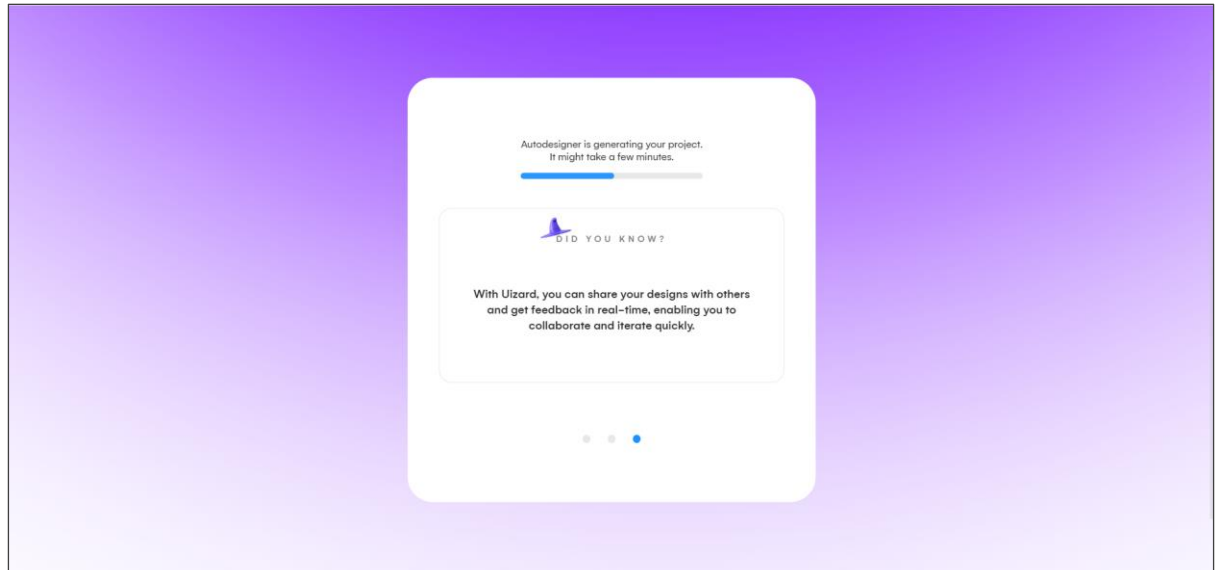 Autodesigner is generating your project.
It might take a few minutes.
DID YOU KNOW?
With Uizard, you can share your designs with others
and get feedback in real-time, enabling you to
collaborate and iterate quickly.